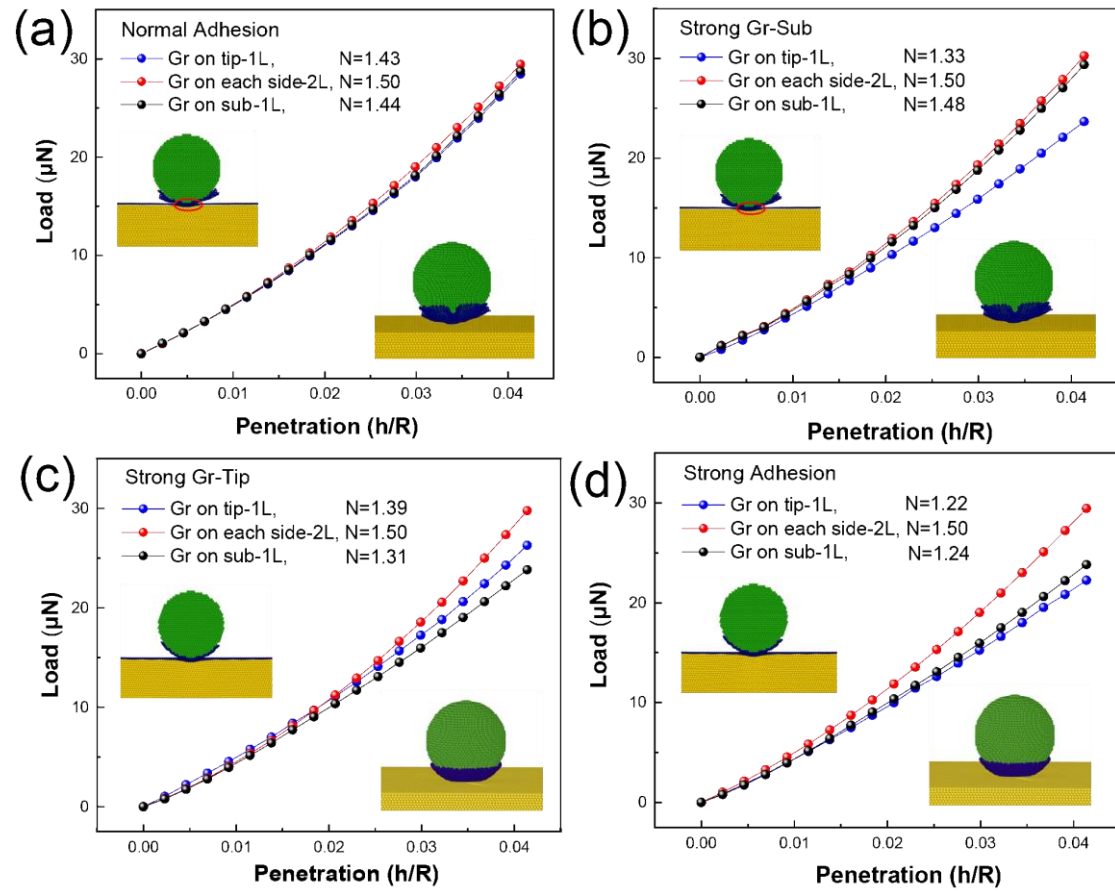 (a)
Normal Adhesion
Gr on tip-1L, N=1.43
Gr on each side-2L, N=1.50
Gr on sub-1L, N=1.44
Load (μN)
30
20
10
0
0.00 0.01 0.02 0.03 0.04
Penetration (h/R)
(b)
Strong Gr-Sub
Gr on tip-1L, N=1.33
Gr on each side-2L, N=1.50
Gr on sub-1L, N=1.48
Load (μN)
30
20
10
0
0.00 0.01 0.02 0.03 0.04
Penetration (h/R)
(c)
Strong Gr-Tip
Gr on tip-1L, N=1.39
Gr on each side-2L, N=1.50
Gr on sub-1L, N=1.31
Load (μN)
30
20
10
0
0.00 0.01 0.02 0.03 0.04
Penetration (h/R)
(d)
Strong Adhesion
Gr on tip-1L, N=1.22
Gr on each side-2L, N=1.50
Gr on sub-1L, N=1.24
Load (μN)
30
20
10
0
0.00 0.01 0.02 0.03 0.04
Penetration (h/R)